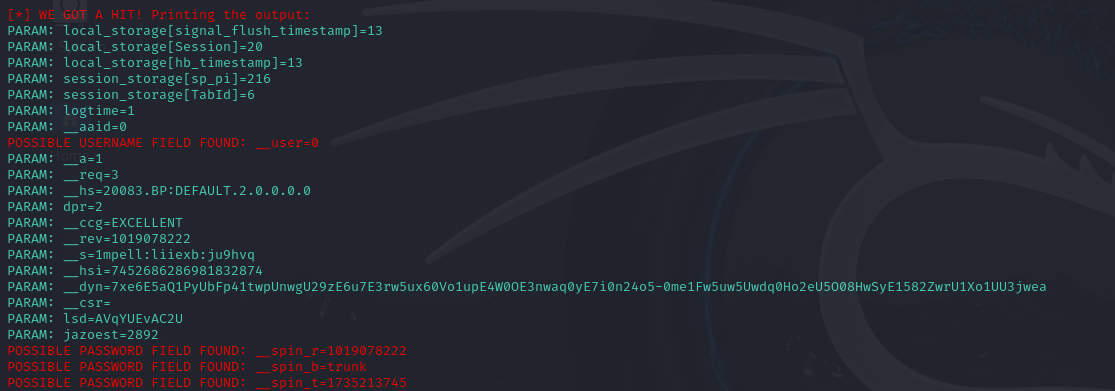 [*] WE GOT A HIT! Printing the output:
PARAM: local_storage[signal_flush_timestamp]=13
PARAM: local_storage[Session]=20
PARAM: local_storage[hb_timestamp]=13
PARAM: session_storage[sp_pi]=216
PARAM: session_storage[TabId]=6
PARAM: logtime=1
PARAM: __aaid=0
POSSIBLE USERNAME FIELD FOUND: __user=0
PARAM: __a=1
PARAM: __req=3
PARAM: __hs=20083.BP:DEFAULT.2.0.0.0.0
PARAM: dpr=2
PARAM: __ccg=EXCELLENT
PARAM: __rev=1019078222
PARAM: __s=1mpell:liiexb:ju9hvq
PARAM: __hsi=7452686286981832874
PARAM: __dyn=7xe6E5aQ1PyUbFp41twpUnwgU29zE6u7E3rw5ux60Vo1upE4W0OE3nwaq0yE7i0n24o5-0me1Fw5uw5Uwdq0Ho2eU5O08HwSyE1582ZwrU1Xo1UU3jwea
PARAM: __csr=
PARAM: lsd=AVqYUEvAC2U
PARAM: jazoest=2892
POSSIBLE PASSWORD FIELD FOUND: __spin_r=1019078222
POSSIBLE PASSWORD FIELD FOUND: __spin_b=trunk
POSSIBLE PASSWORD FIELD FOUND: __spin_t=1735213745